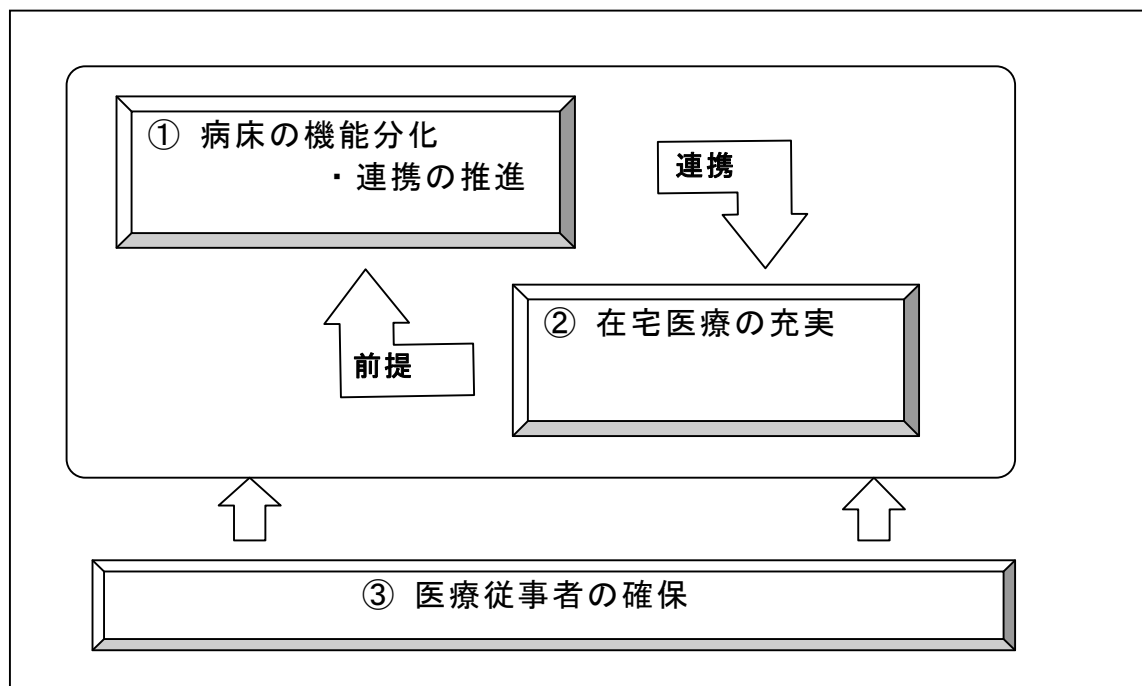 ① 病床の機能分化
・連携の推進
連携
前提
② 在宅医療の充実
③ 医療従事者の確保